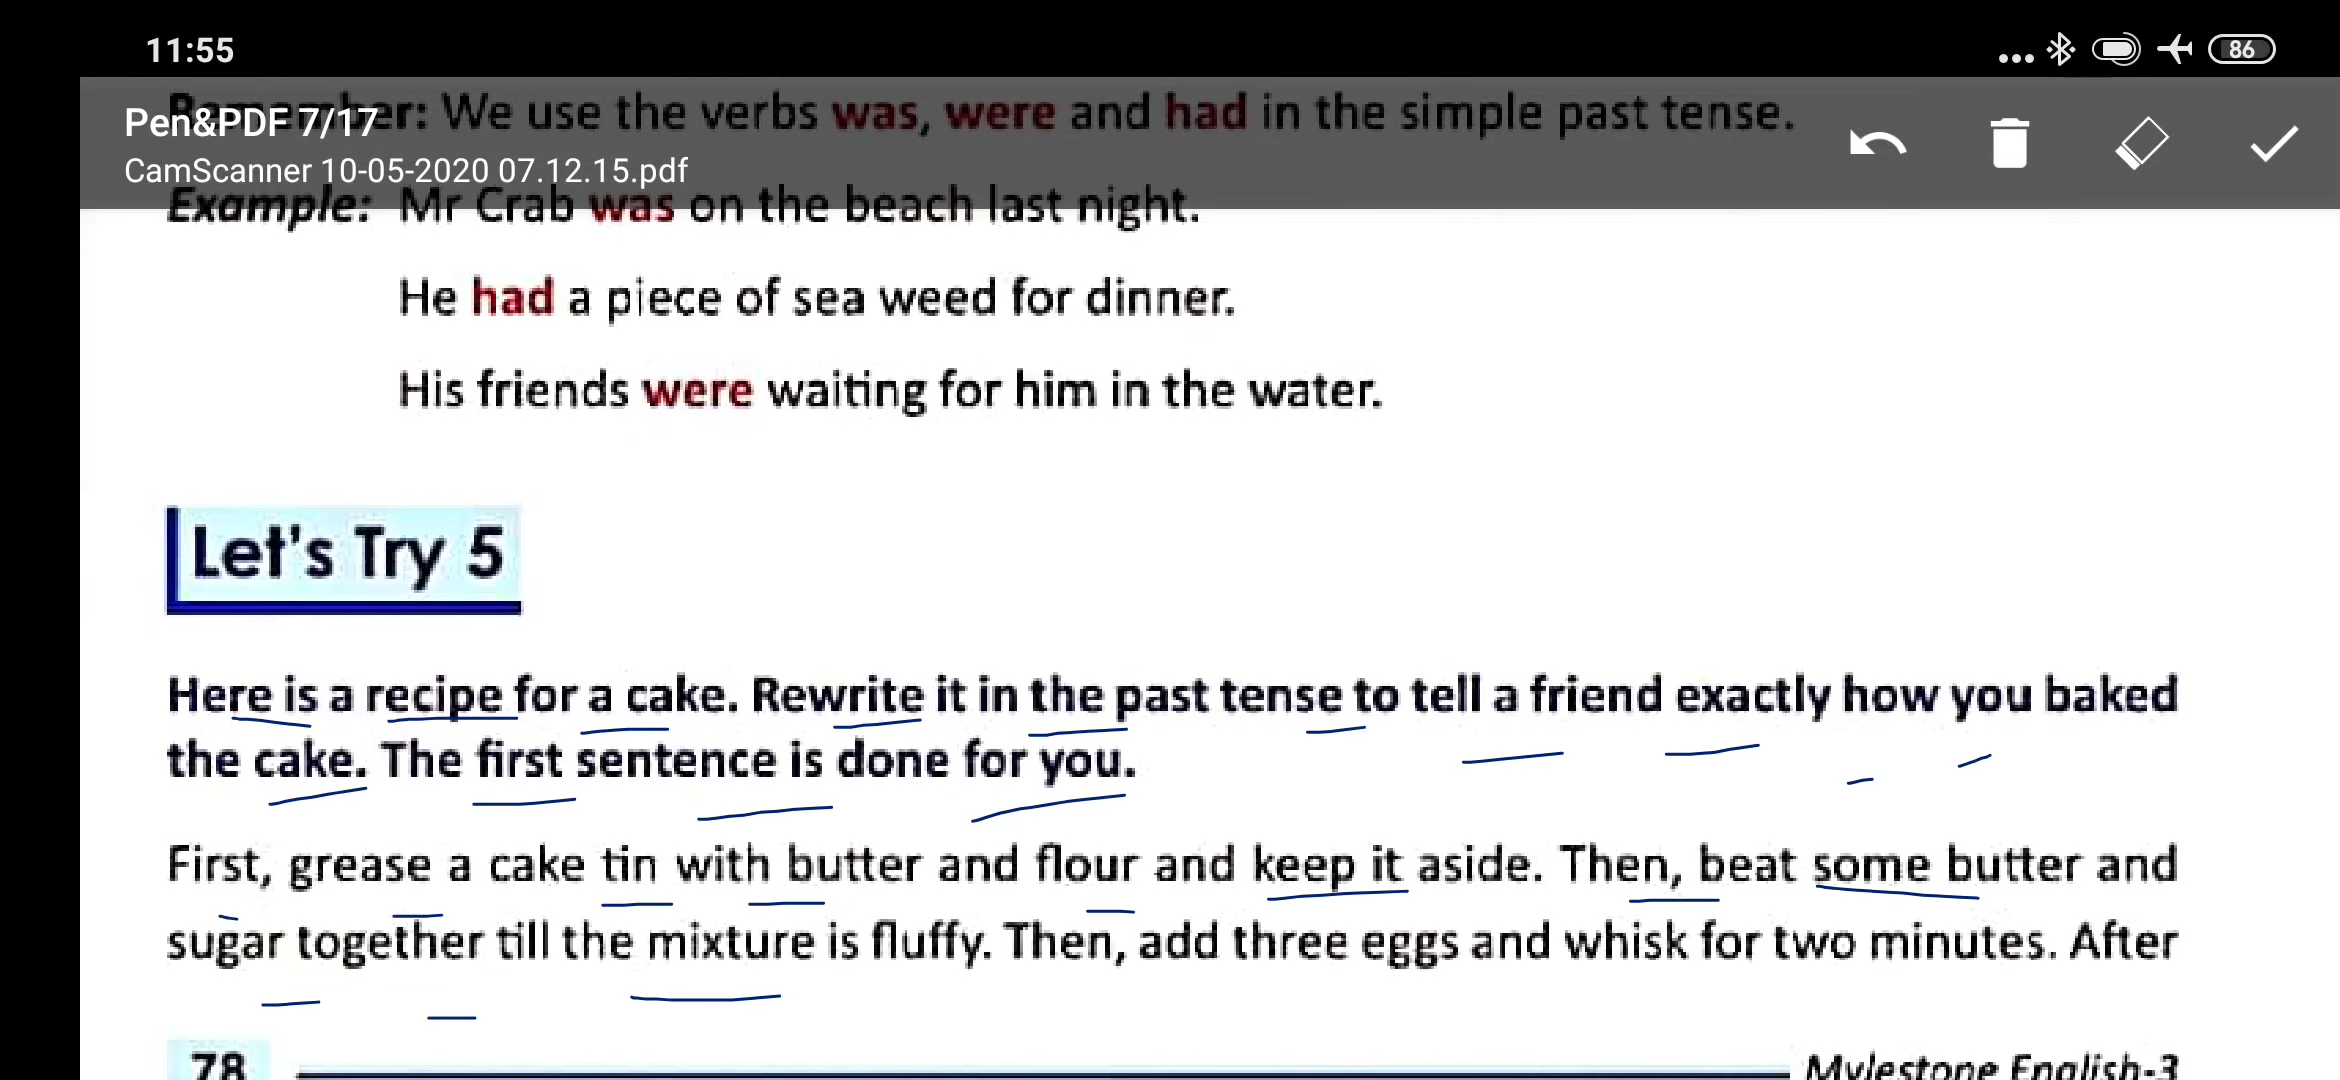 11:55
86
Remember: We use the verbs was, were and had in the simple past tense.
Pen&PDF 7/17
CamScanner 10-05-2020 07.12.15.pdf
Example: Mr Crab was on the beach last night.
He had a piece of sea weed for dinner.
His friends were waiting for him in the water.
Let's Try 5
Here is a recipe for a cake. Rewrite it in the past tense to tell a friend exactly how you baked
the cake. The first sentence is done for you.
First, grease a cake tin with butter and flour and keep it aside. Then, beat some butter and
sugar together till the mixture is fluffy. Then, add three eggs and whisk for two minutes. After
78
Mylestone English-3